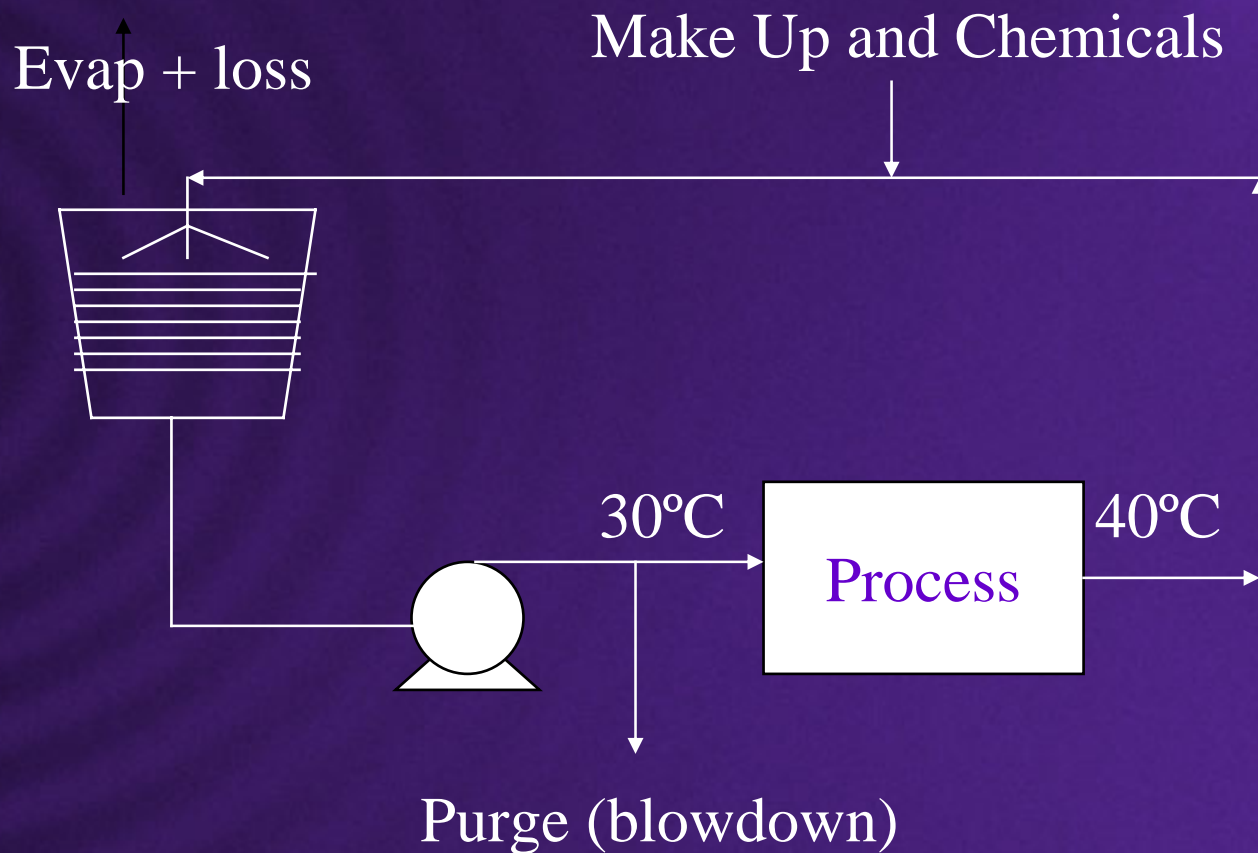 Make Up and Chemicals
Evap + loss
30ºC
40ºC
Process
Purge (blowdown)